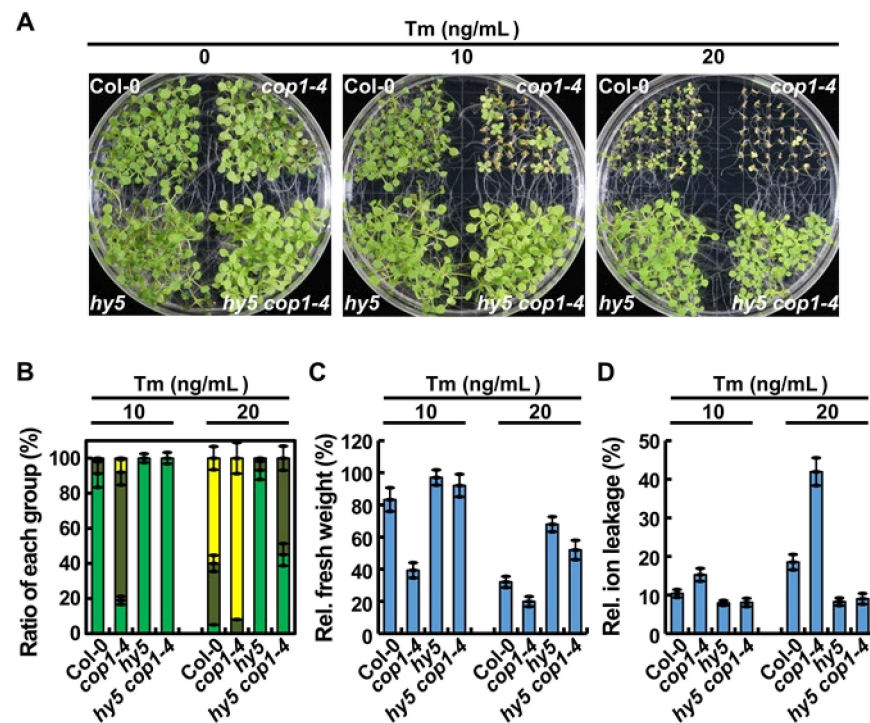 A
Tm (ng/mL)
0 10 20
Col-0 cop1-4 Col-0 cop1-4 Col-0 cop1-4
hy5 hy5 cop1-4 hy5 hy5 cop1-4 hy5 hy5 cop1-4
B C D
Tm (ng/mL) Tm (ng/mL) Tm (ng/mL)
10 20 10 20 10 20
Ratio of each group (%)
100
80
60
40
20
0
Col-0 cop1-4 hy5 hy5 cop1-4 Col-0 cop1-4 hy5 hy5 cop1-4
Rel. fresh weight (%)
120
100
80
60
40
20
0
Col-0 cop1-4 hy5 hy5 cop1-4 Col-0 cop1-4 hy5 hy5 cop1-4
Rel. ion leakage (%)
50
40
30
20
10
0
Col-0 cop1-4 hy5 hy5 cop1-4 Col-0 cop1-4 hy5 hy5 cop1-4